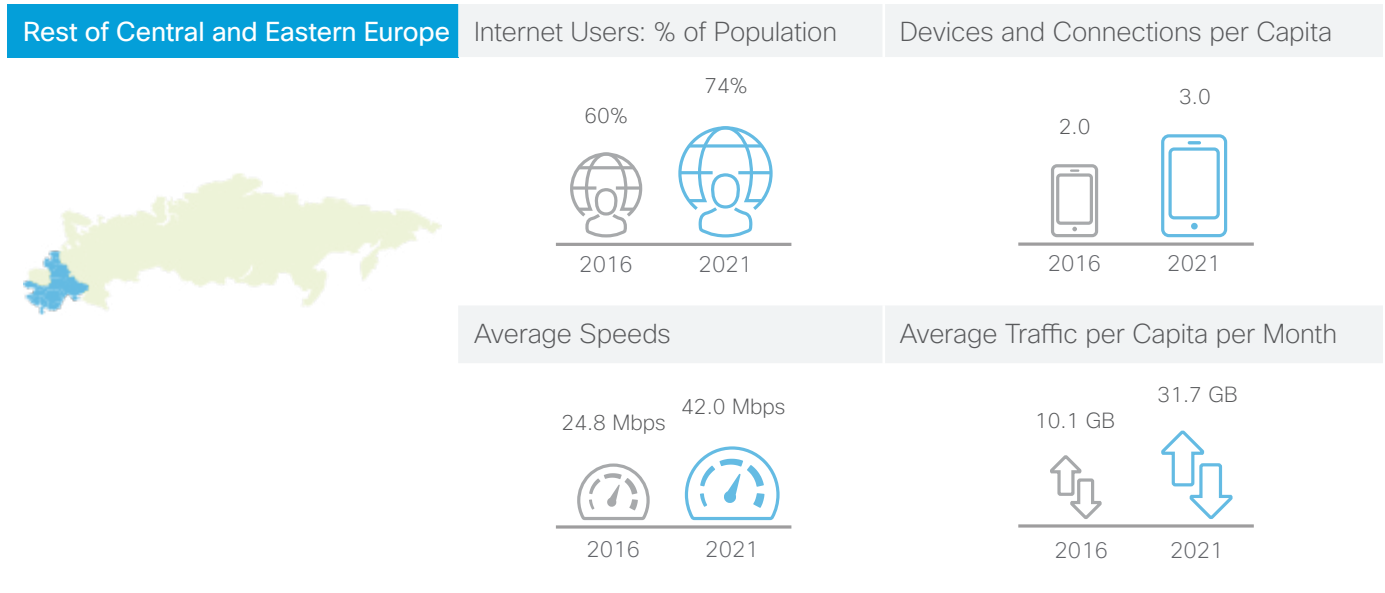 Rest of Central and Eastern Europe
Internet Users: % of Population
Devices and Connections per Capita
60%
74%
2016
2021
2.0
3.0
2016
2021
Average Speeds
Average Traffic per Capita per Month
24.8 Mbps
42.0 Mbps
2016
2021
10.1 GB
31.7 GB
2016
2021